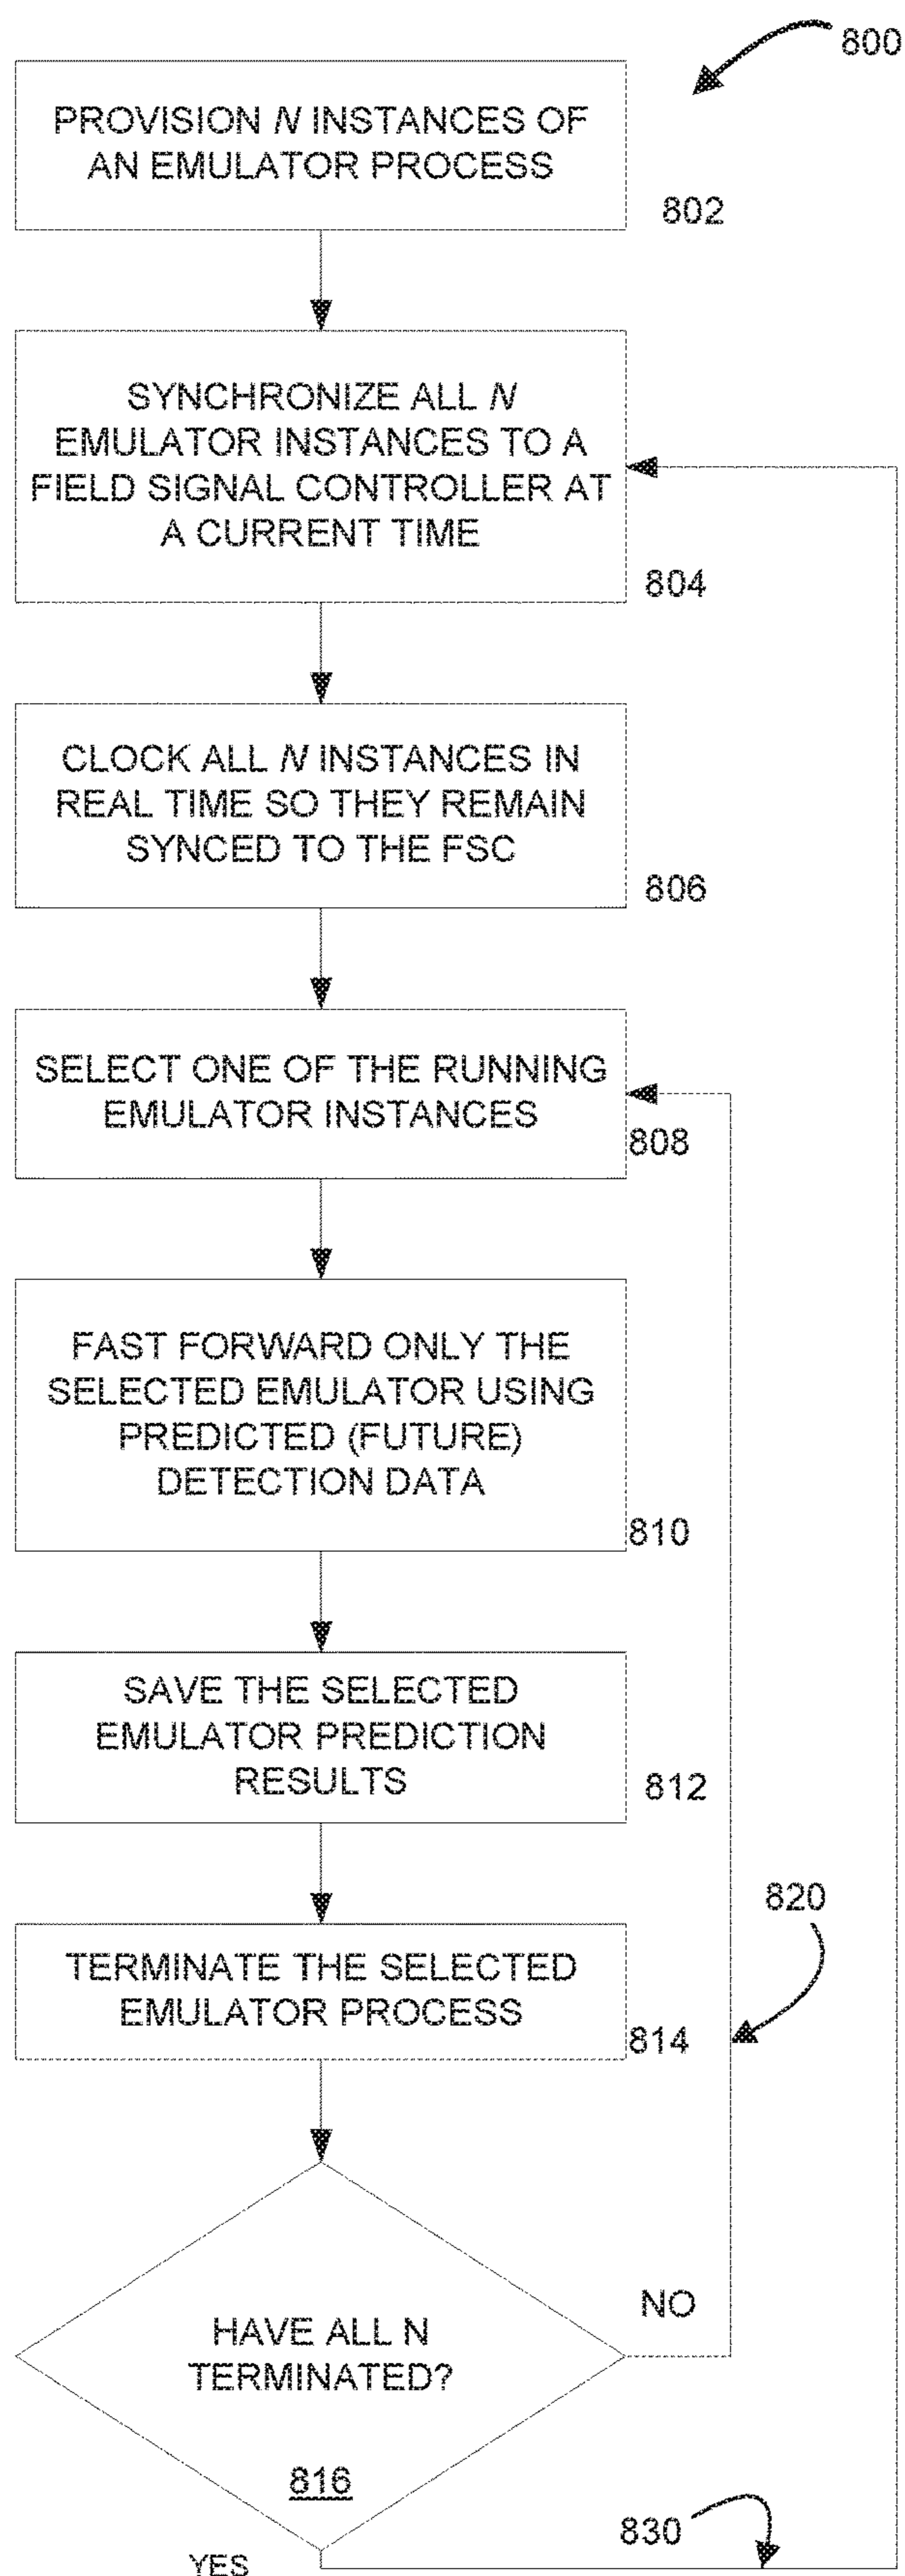 800
PROVISION N INSTANCES OF
AN EMULATOR PROCESS
802
SYNCHRONIZE ALL N
EMULATOR INSTANCES TO A
FIELD SIGNAL CONTROLLER AT
A CURRENT TIME
804
CLOCK ALL N INSTANCES IN
REAL TIME SO THEY REMAIN
SYNCED TO THE FSC
806
SELECT ONE OF THE RUNNING
EMULATOR INSTANCES
808
FAST FORWARD ONLY THE
SELECTED EMULATOR USING
PREDICTED (FUTURE)
DETECTION DATA
810
SAVE THE SELECTED
EMULATOR PREDICTION
RESULTS
812
820
TERMINATE THE SELECTED
EMULATOR PROCESS
814
NO
HAVE ALL N
TERMINATED?
816
830
YES